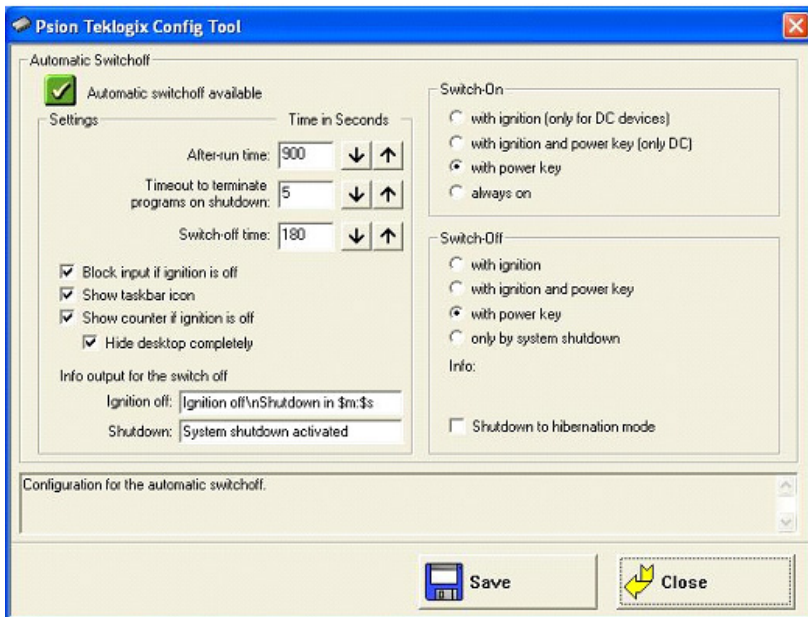 Psion Teklogix Config Tool
Automatic Switchoff
Automatic switchoff available
Settings
Time in Seconds
After-run time: 900
Timeout to terminate
programs on shutdown: 5
Switch-off time: 180
Block input if ignition is off
Show taskbar icon
Show counter if ignition is off
Hide desktop completely
Info output for the switch off
Ignition off: Ignition off\nShutdown in $m:$s
Shutdown: System shutdown activated
Switch-On
with ignition (only for DC devices)
with ignition and power key (only DC)
with power key
always on
Switch-Off
with ignition
with ignition and power key
with power key
only by system shutdown
Info:
Shutdown to hibernation mode
Configuration for the automatic switchoff.
Save
Close